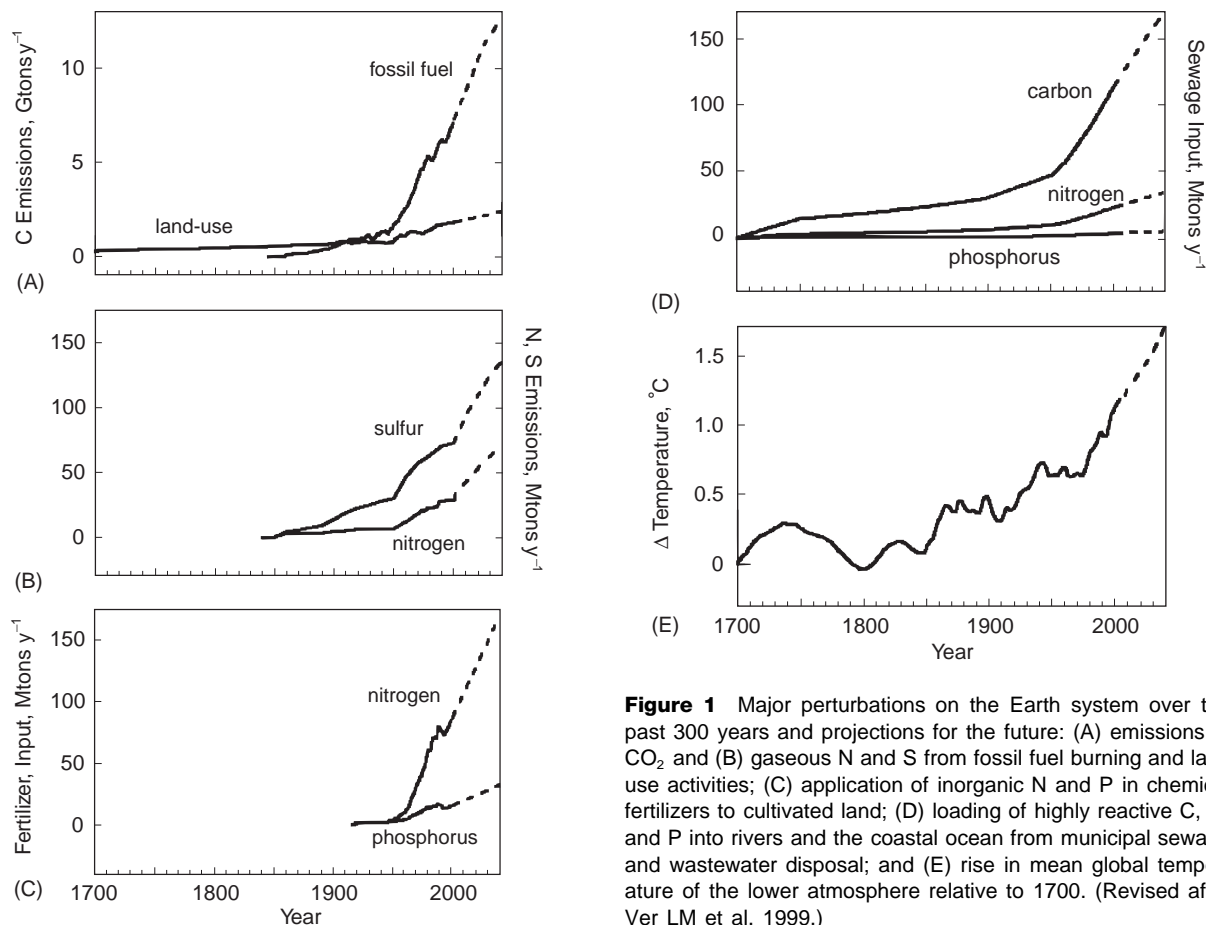 C Emissions, Gtons y⁻¹
10
5
0
fossil fuel
land-use
(A)
150
100
50
0
N, S Emissions, Mtons y⁻¹
sulfur
nitrogen
(B)
Fertilizer, Input, Mtons y⁻¹
150
100
50
0
nitrogen
phosphorus
(C)
1700 1800 1900 2000
Year
150
100
50
0
Sewage Input, Mtons y⁻¹
carbon
nitrogen
phosphorus
(D)
Δ Temperature, °C
1.5
1.0
0.5
0
(E)
1700 1800 1900 2000
Year
Figure 1 Major perturbations on the Earth system over t
past 300 years and projections for the future: (A) emissions
CO₂ and (B) gaseous N and S from fossil fuel burning and la
use activities; (C) application of inorganic N and P in chemic
fertilizers to cultivated land; (D) loading of highly reactive C,
and P into rivers and the coastal ocean from municipal sewa
and wastewater disposal; and (E) rise in mean global tempe
ature of the lower atmosphere relative to 1700. (Revised af
Ver LM et al. 1999.)